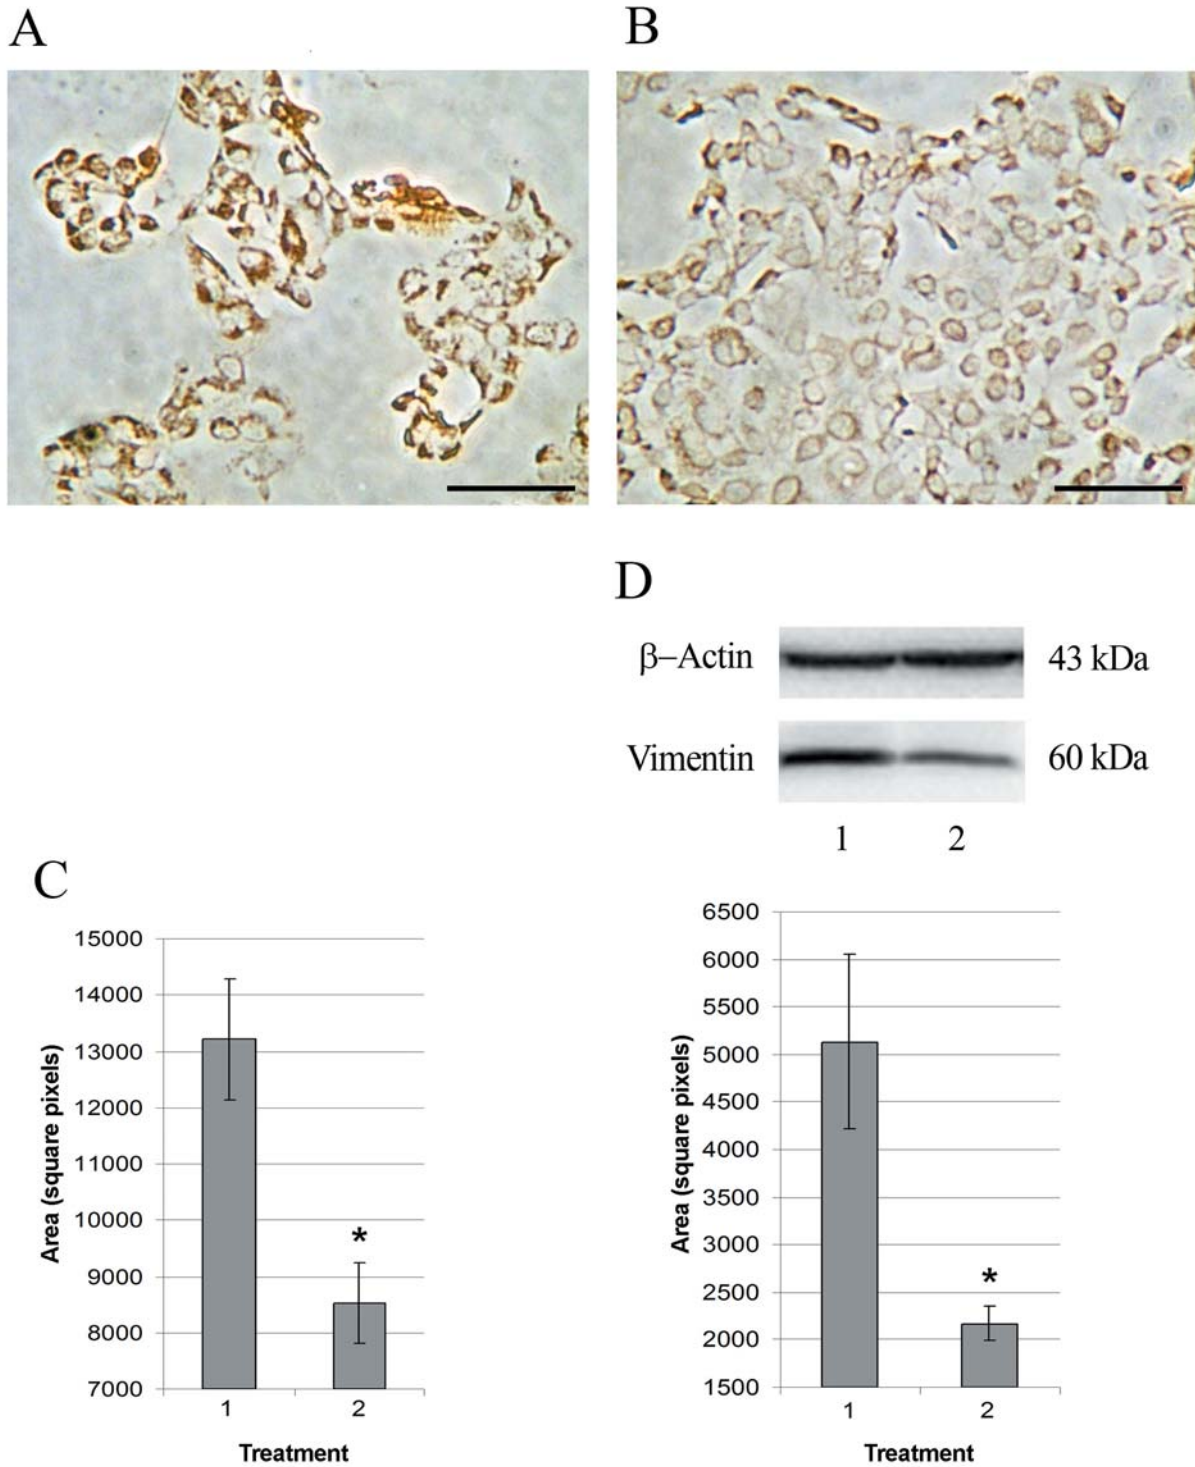 A
B
D
β–Actin 43 kDa
Vimentin 60 kDa
1 2
C
15000
14000
13000
12000
11000
10000
9000
8000
7000
Area (square pixels)
*
1 2
Treatment
6500
6000
5500
5000
4500
4000
3500
3000
2500
2000
1500
Area (square pixels)
*
1 2
Treatment